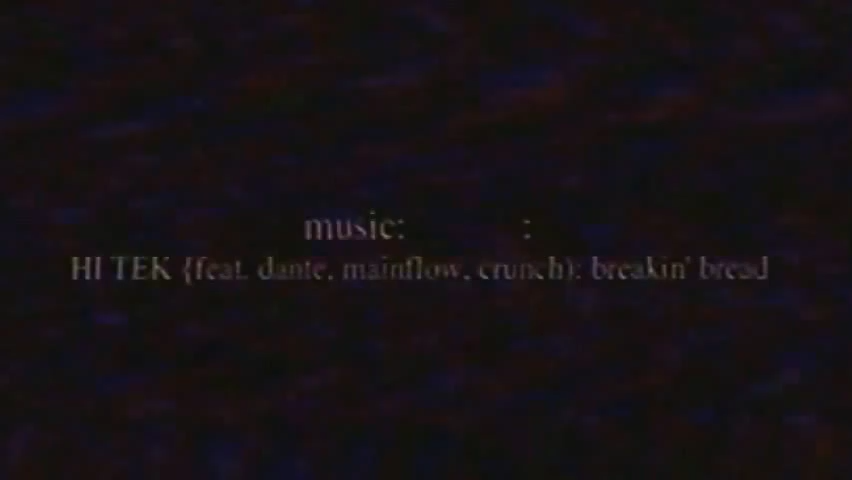 music: :
HI TEK (feat. dante, mainflow, crunch): breakin' bread